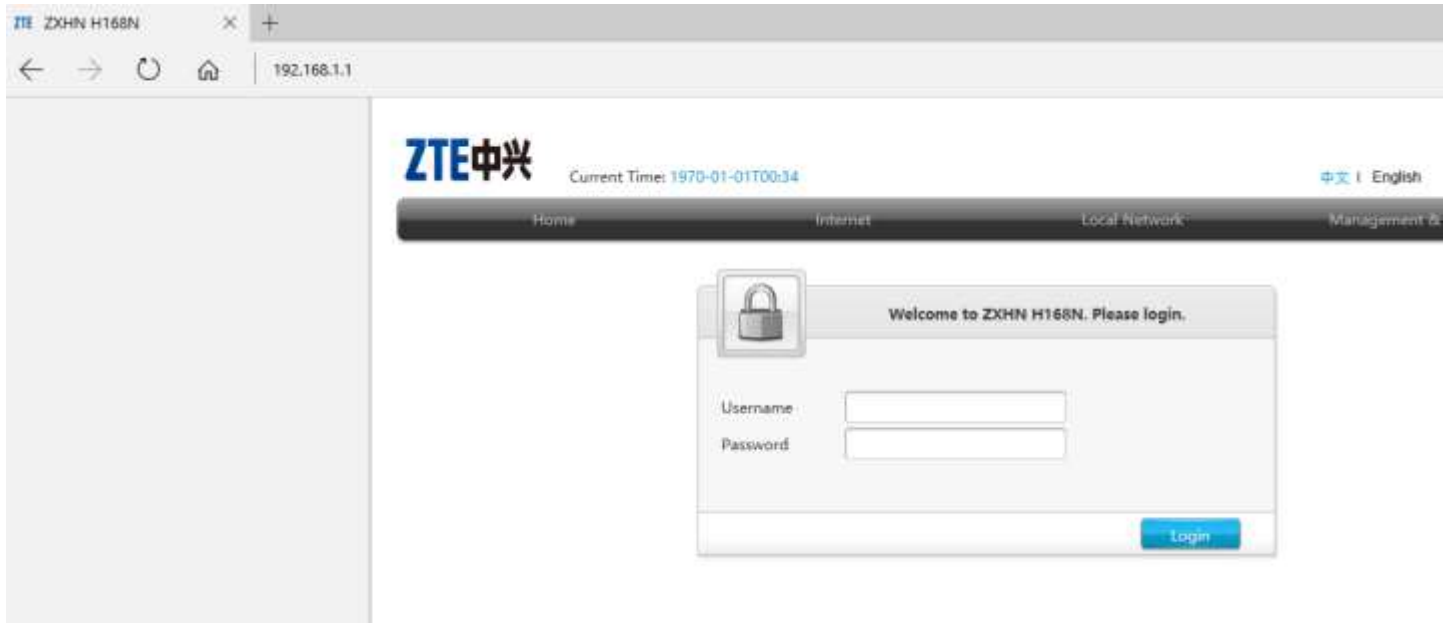 ZTE ZXHN H168N
192.168.1.1
ZTE中兴
Current Time: 1970-01-01T00:34
中文 | English
Home Internet Local Network Management &
Welcome to ZXHN H168N. Please login.
Username
Password
Login